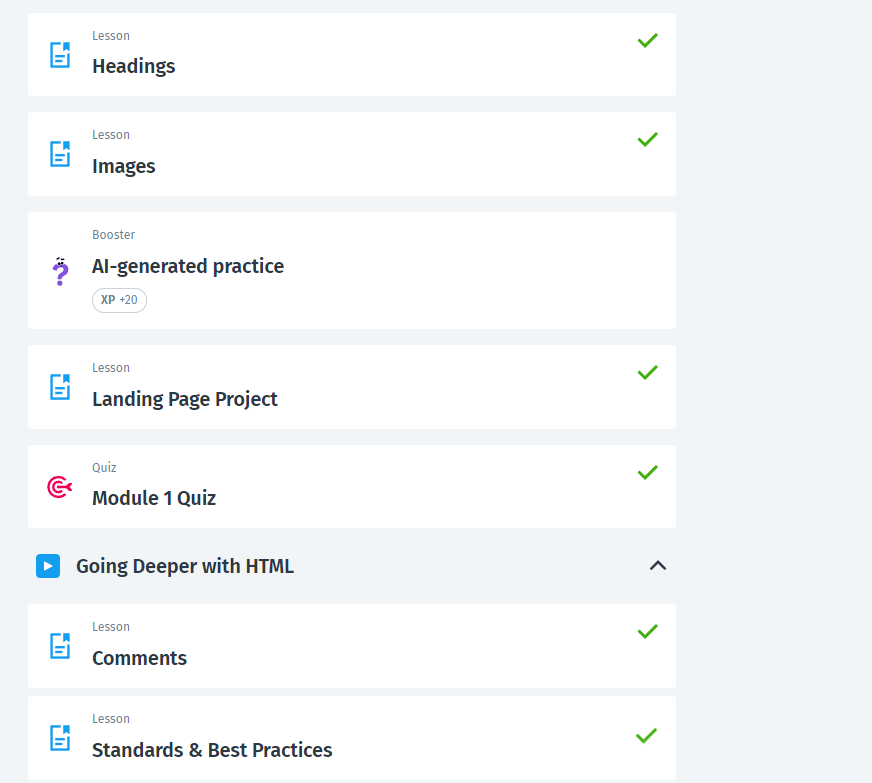 Lesson
Headings
Lesson
Images
Booster
AI-generated practice
XP +20
Lesson
Landing Page Project
Quiz
Module 1 Quiz
Going Deeper with HTML
Lesson
Comments
Lesson
Standards & Best Practices